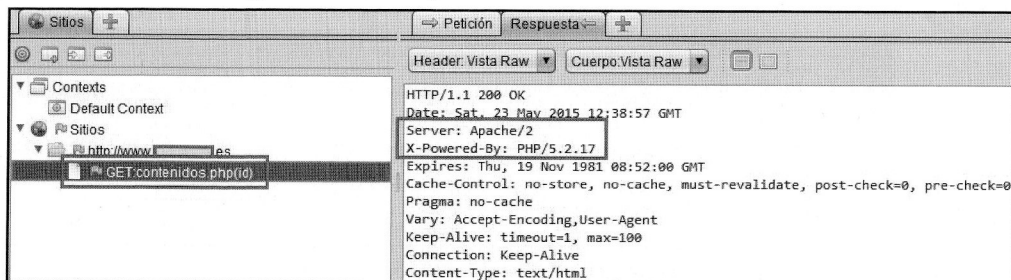 Sitios
Petición Respuesta
Header: Vista Raw Cuerpo:Vista Raw
Contexts
Default Context
Sitios
http://www. .es
GET:contenidos.php(id)
HTTP/1.1 200 OK
Date: Sat, 23 May 2015 12:38:57 GMT
Server: Apache/2
X-Powered-By: PHP/5.2.17
Expires: Thu, 19 Nov 1981 08:52:00 GMT
Cache-Control: no-store, no-cache, must-revalidate, post-check=0, pre-check=0
Pragma: no-cache
Vary: Accept-Encoding,User-Agent
Keep-Alive: timeout=1, max=100
Connection: Keep-Alive
Content-Type: text/html